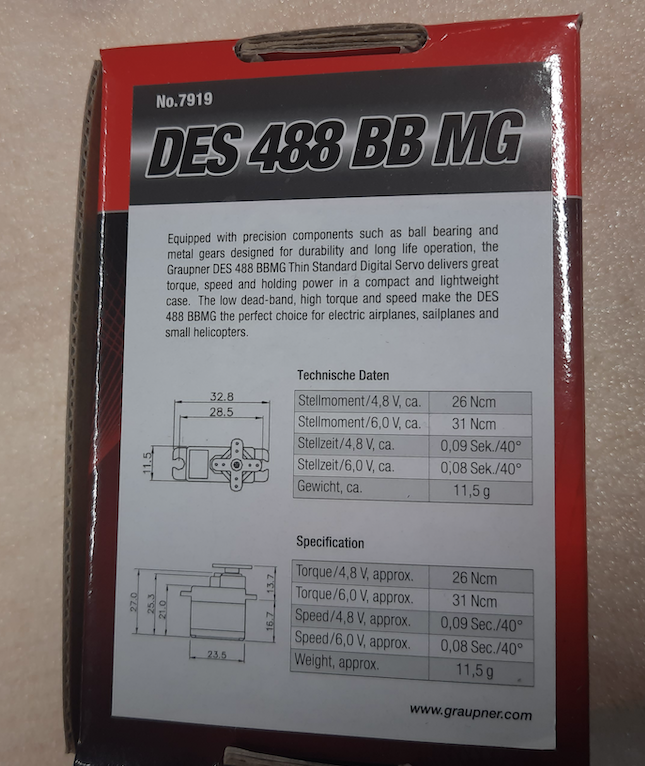 No.7919
DES 488 BB MG
Equipped with precision components such as ball bearing and
metal gears designed for durability and long life operation, the
Graupner DES 488 BBMG Thin Standard Digital Servo delivers great
torque, speed and holding power in a compact and lightweight
case. The low dead-band, high torque and speed make the DES
488 BBMG the perfect choice for electric airplanes, sailplanes and
small helicopters.
Technische Daten
32.8
28.5
11.5
Stellmoment/4,8 V, ca. 26 Ncm
Stellmoment/6,0 V, ca. 31 Ncm
Stellzeit/4,8 V, ca. 0,09 Sek./40°
Stellzeit/6,0 V, ca. 0,08 Sek./40°
Gewicht, ca. 11,5 g
Specification
27.0
25.3
21.0
13.7
16.7
23.5
Torque/4,8 V, approx. 26 Ncm
Torque/6,0 V, approx. 31 Ncm
Speed/4,8 V, approx. 0,09 Sec./40°
Speed/6,0 V, approx. 0,08 Sec./40°
Weight, approx. 11,5 g
www.graupner.com